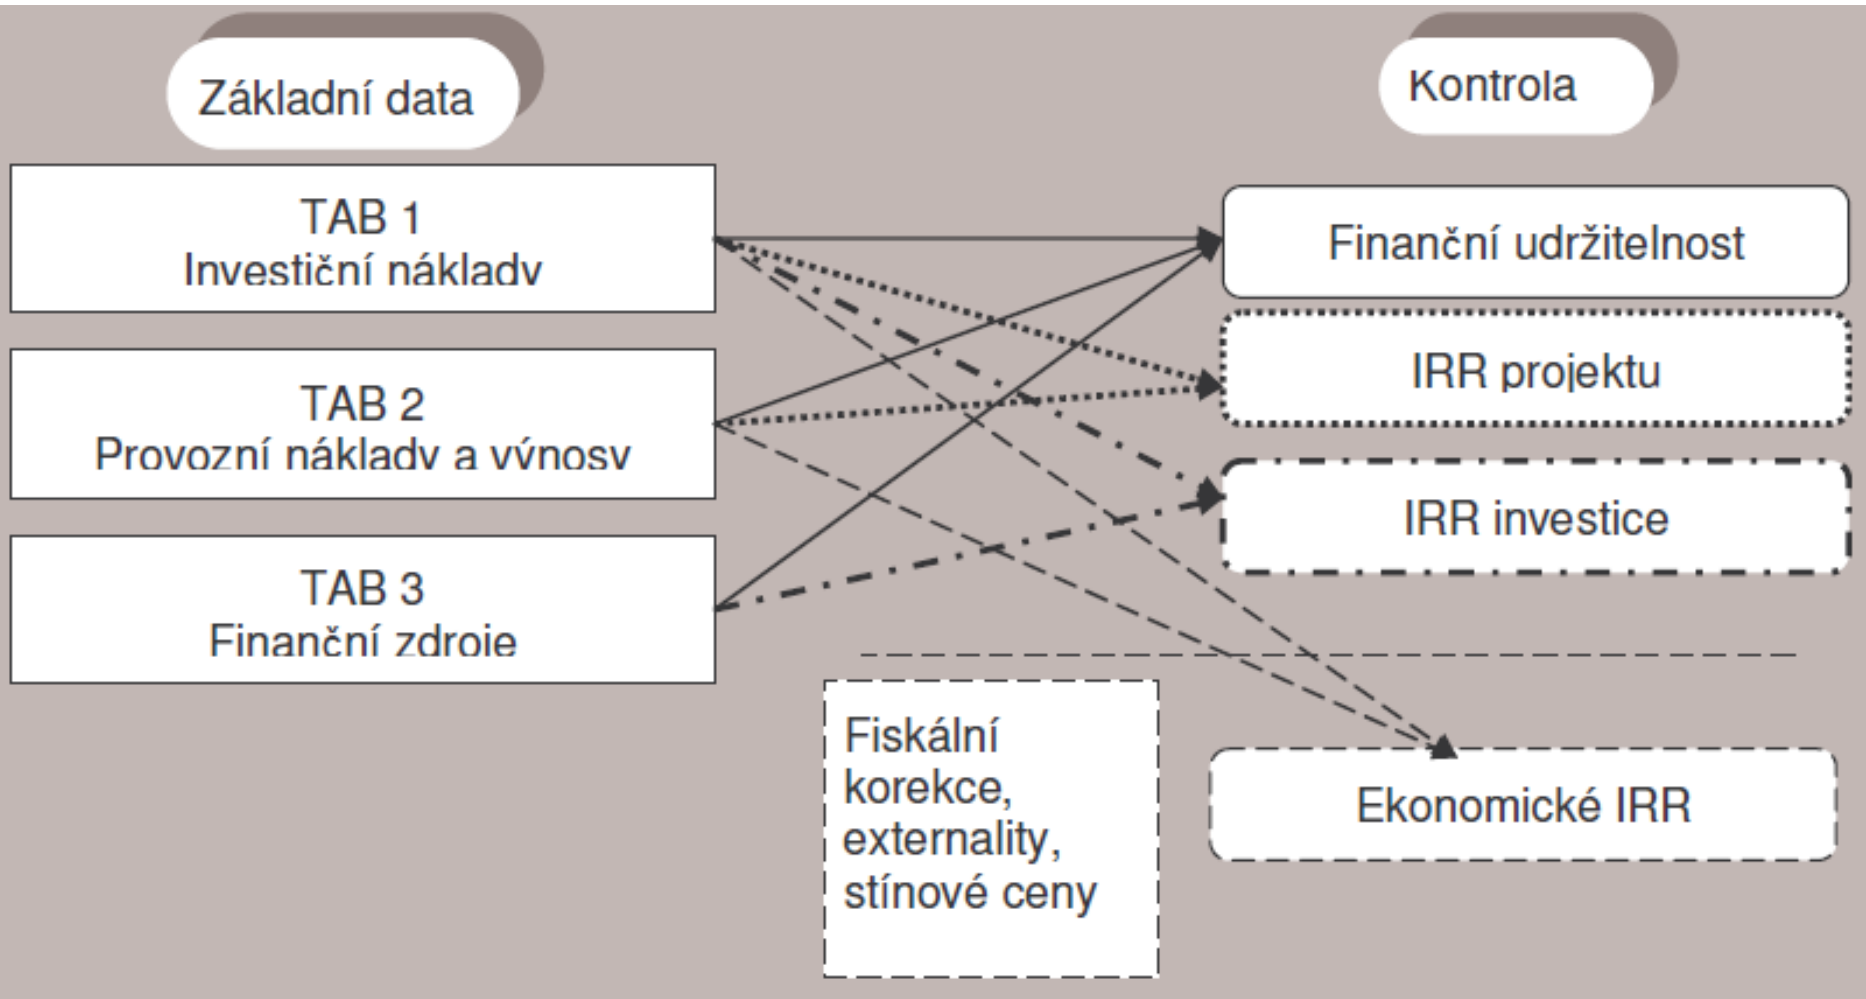 Základní data
Kontrola
TAB 1
Investiční náklady
TAB 2
Provozní náklady a výnosy
TAB 3
Finanční zdroje
Finanční udržitelnost
IRR projektu
IRR investice
Fiskální
korekce,
externality,
stínové ceny
Ekonomické IRR